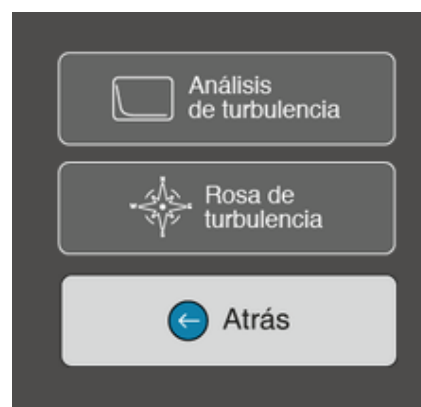 Análisis
de turbulencia
Rosa de
turbulencia
Atrás